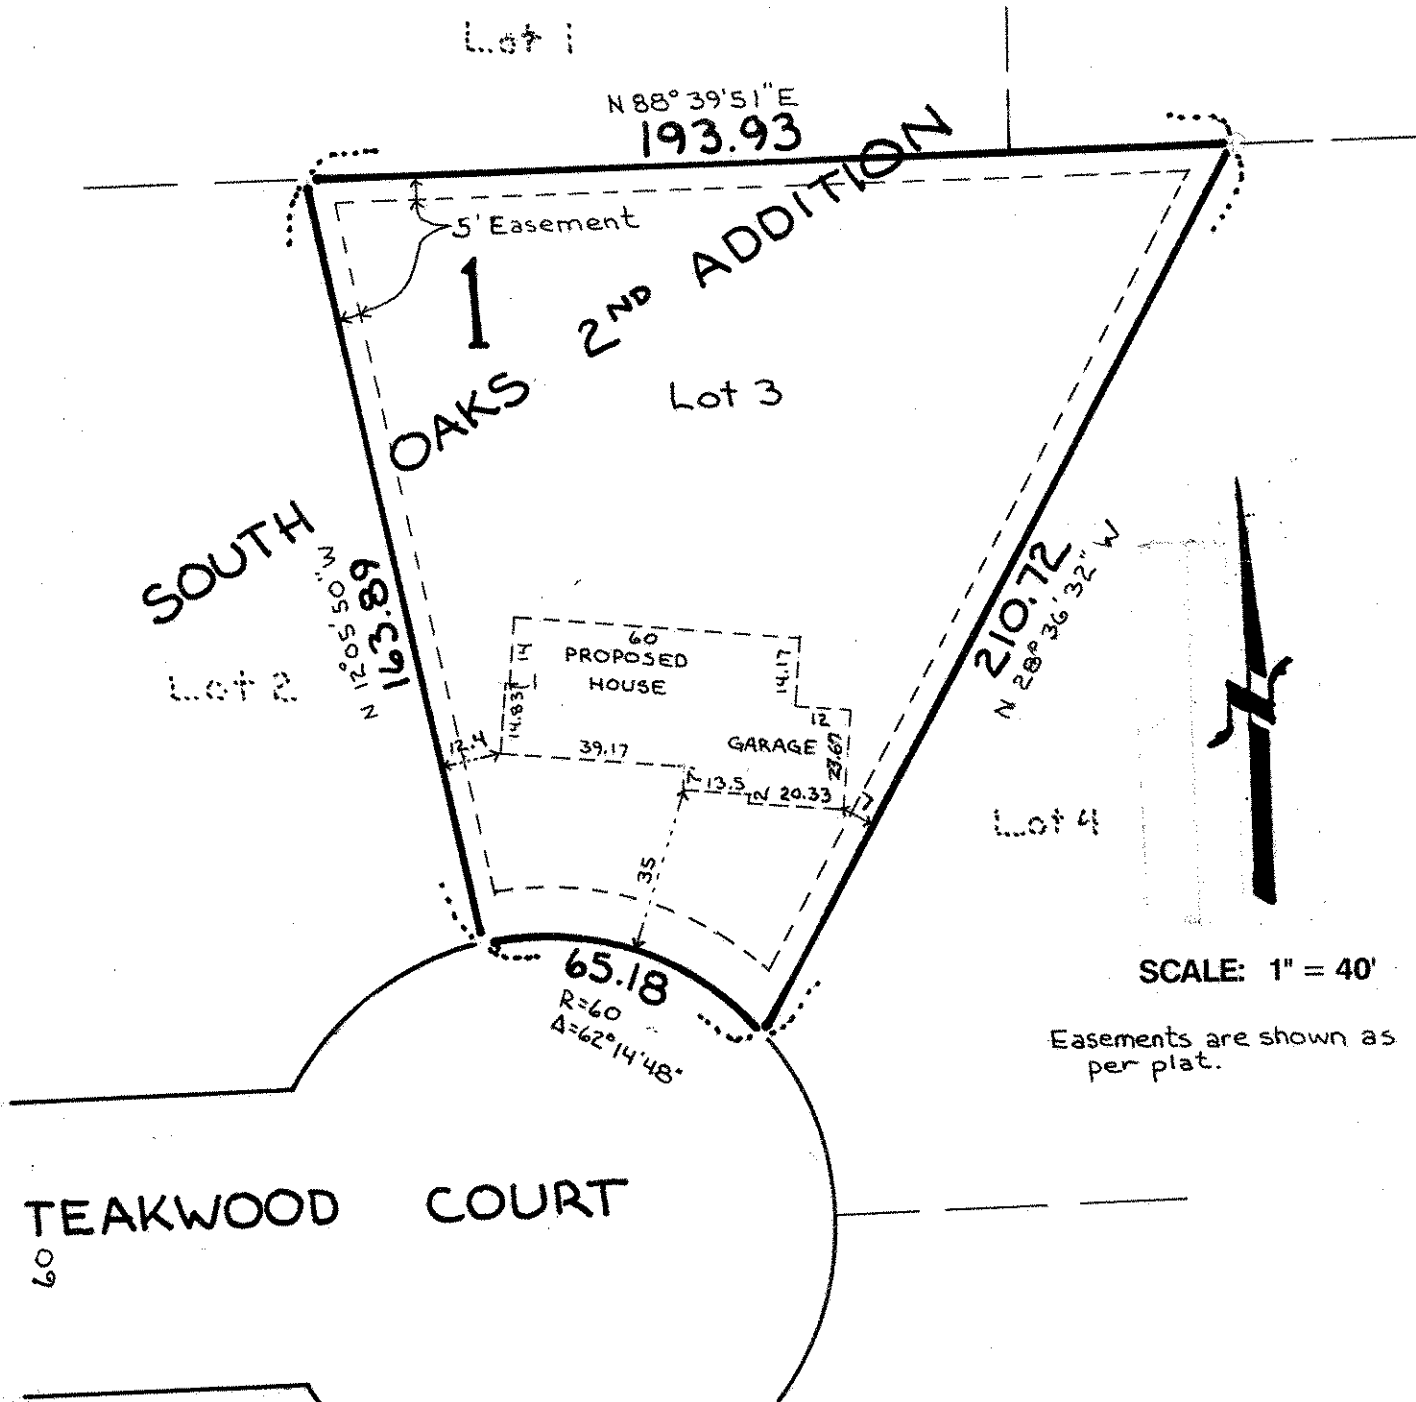 Lot 1
N 88° 39' 51" E
193.93
5' Easement
1
SOUTH OAKS 2ND ADDITION
Lot 3
163.89
N 12° 05' 50" W
210.72
N 28° 36' 32" W
Lot 2
60
14
PROPOSED
HOUSE
14.17
14.83
12
GARAGE
23.67
12.4
39.17
13.5
2
20.33
7
35
Lot 4
65.18
R=60
Δ=62°14'48"
SCALE: 1" = 40'
Easements are shown as
per plat.
TEAKWOOD COURT
60